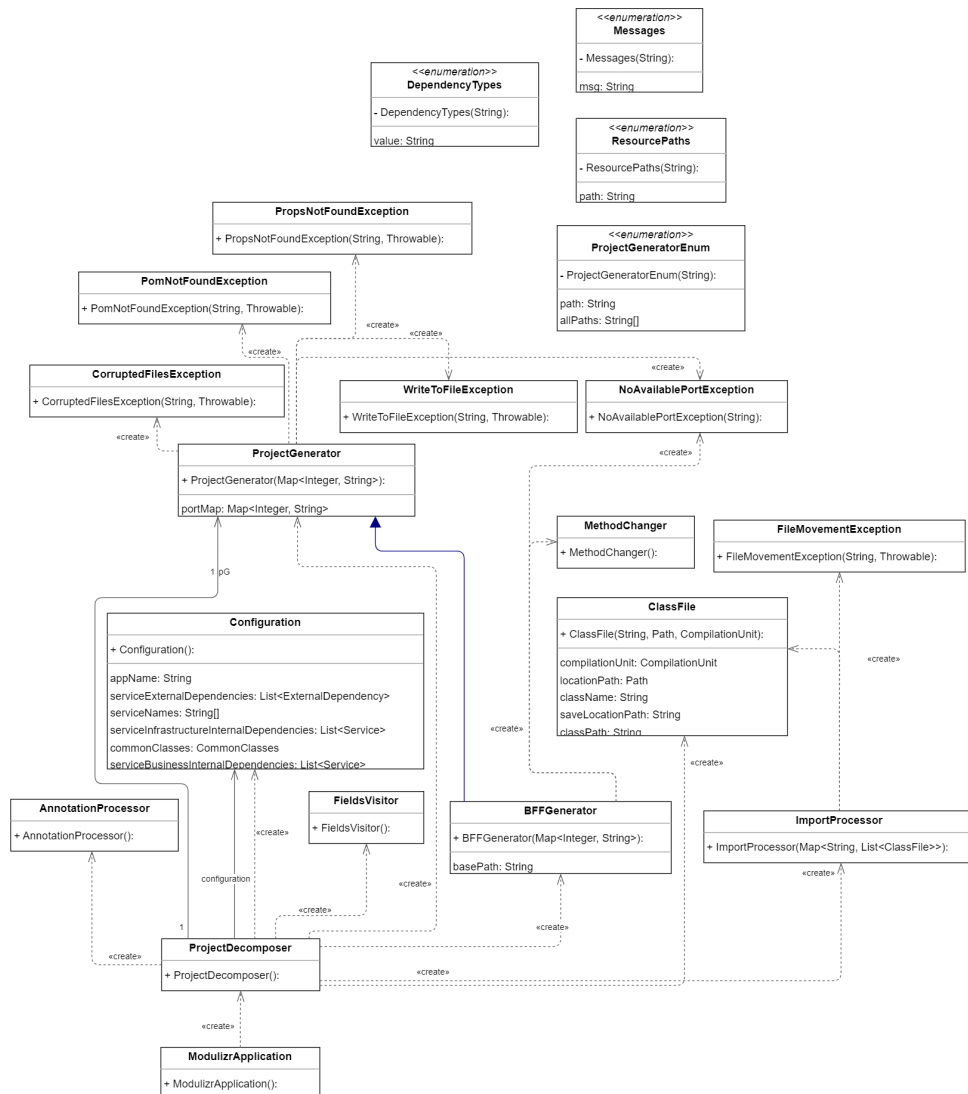 <<enumeration>>
Messages
- Messages(String):
msg: String
<<enumeration>>
DependencyTypes
- DependencyTypes(String):
value: String
<<enumeration>>
ResourcePaths
- ResourcePaths(String):
path: String
PropsNotFoundException
+ PropsNotFoundException(String, Throwable):
<<enumeration>>
ProjectGeneratorEnum
- ProjectGeneratorEnum(String):
path: String
allPaths: String[]
PomNotFoundException
+ PomNotFoundException(String, Throwable):
«create»
«create»
«create»
«create»
CorruptedFilesException
+ CorruptedFilesException(String, Throwable):
WriteToFileException
+ WriteToFileException(String, Throwable):
NoAvailablePortException
+ NoAvailablePortException(String):
«create»
«create»
ProjectGenerator
+ ProjectGenerator(Map<Integer, String>):
portMap: Map<Integer, String>
MethodChanger
+ MethodChanger():
FileMovementException
+ FileMovementException(String, Throwable):
1 pG
Configuration
+ Configuration():
appName: String
serviceExternalDependencies: List<ExternalDependency>
serviceNames: String[]
serviceInfrastructureInternalDependencies: List<Service>
commonClasses: CommonClasses
serviceBusinessInternalDependencies: List<Service>
ClassFile
+ ClassFile(String, Path, CompilationUnit):
compilationUnit: CompilationUnit
locationPath: Path
className: String
saveLocationPath: String
classPath: String
«create»
«create»
«create»
AnnotationProcessor
+ AnnotationProcessor():
FieldsVisitor
+ FieldsVisitor():
BFFGenerator
+ BFFGenerator(Map<Integer, String>):
basePath: String
ImportProcessor
+ ImportProcessor(Map<String, List<ClassFile>>):
«create»
configuration
«create»
«create»
1
«create»
«create»
«create»
ProjectDecomposer
+ ProjectDecomposer():
«create»
«create»
«create»
ModulizrApplication
+ ModulizrApplication():